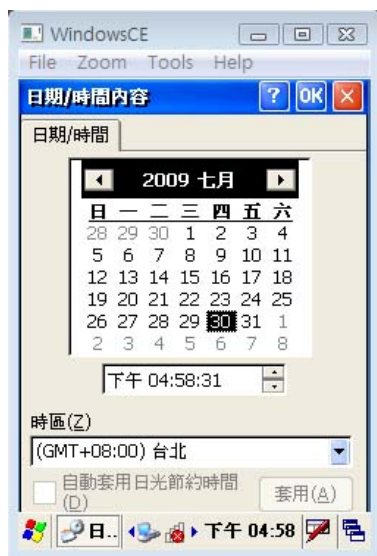 WindowsCE
File Zoom Tools Help
日期/時間內容 ? OK
日期/時間
2009 七月
日 一 二 三 四 五 六
28 29 30 1 2 3 4
5 6 7 8 9 10 11
12 13 14 15 16 17 18
19 20 21 22 23 24 25
26 27 28 29 30 31 1
2 3 4 5 6 7 8
下午 04:58:31
時區(Z)
(GMT+08:00) 台北
自動套用日光節約時間
(D)
套用(A)
日.. 下午 04:58